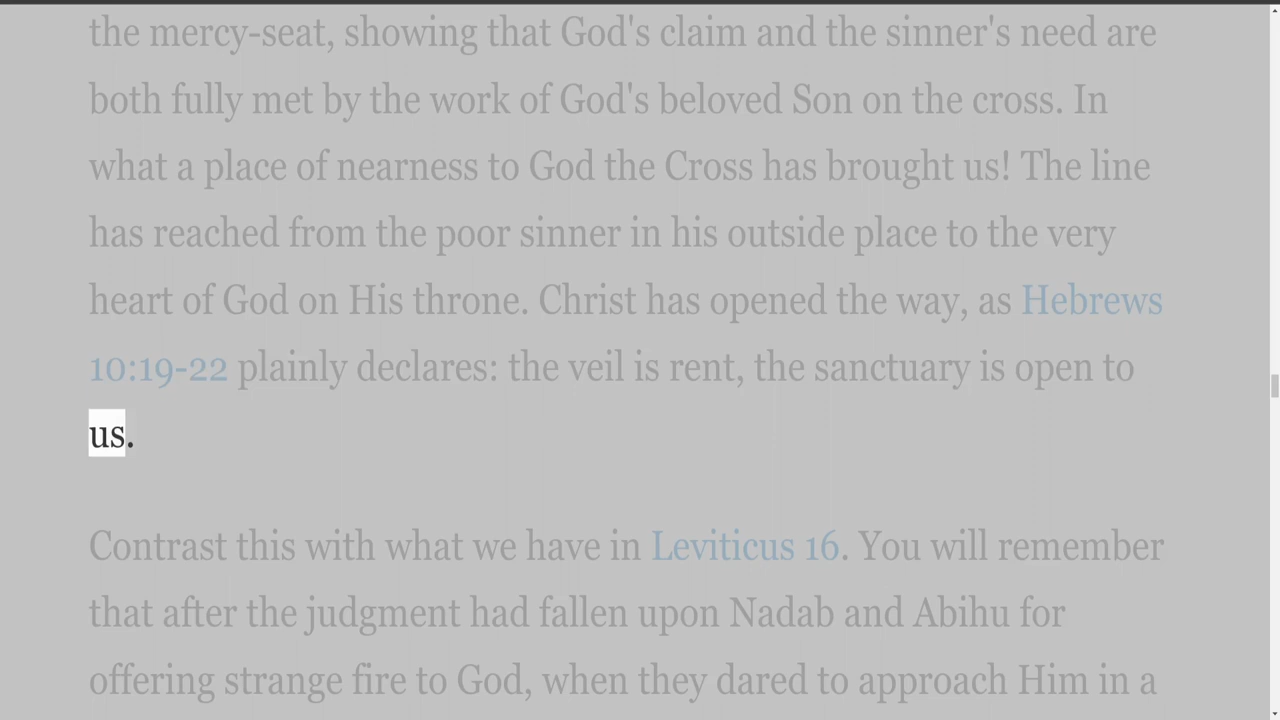 the mercy-seat, showing that God's claim and the sinner's need are
both fully met by the work of God's beloved Son on the cross. In
what a place of nearness to God the Cross has brought us! The line
has reached from the poor sinner in his outside place to the very
heart of God on His throne. Christ has opened the way, as Hebrews
10:19-22 plainly declares: the veil is rent, the sanctuary is open to
us.
Contrast this with what we have in Leviticus 16. You will remember
that after the judgment had fallen upon Nadab and Abihu for
offering strange fire to God, when they dared to approach Him in a